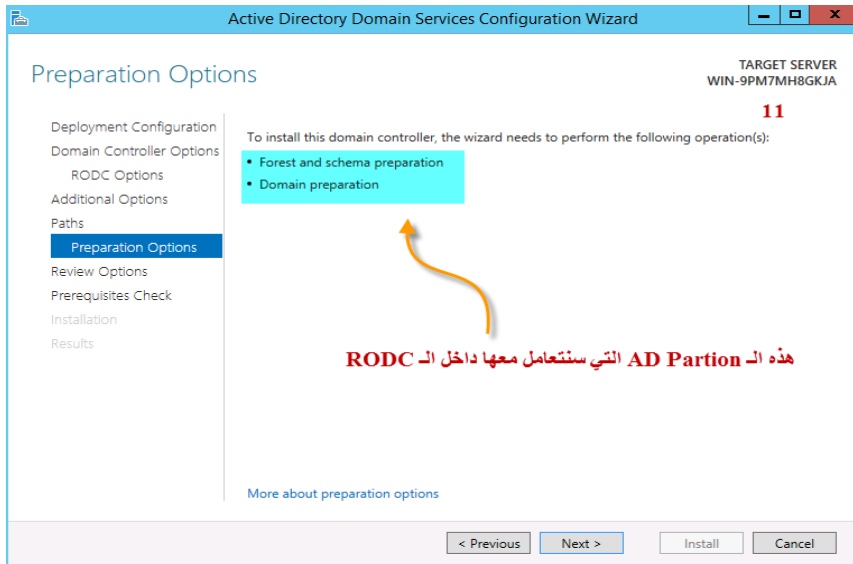 Active Directory Domain Services Configuration Wizard
Preparation Options
TARGET SERVER
WIN-9PM7MH8GKJA
11
Deployment Configuration
Domain Controller Options
RODC Options
Additional Options
Paths
Preparation Options
Review Options
Prerequisites Check
Installation
Results
To install this domain controller, the wizard needs to perform the following operation(s):
• Forest and schema preparation
• Domain preparation
هذه الـ AD Partion التي سنتعامل معها داخل الـ RODC
More about preparation options
< Previous
Next >
Install
Cancel